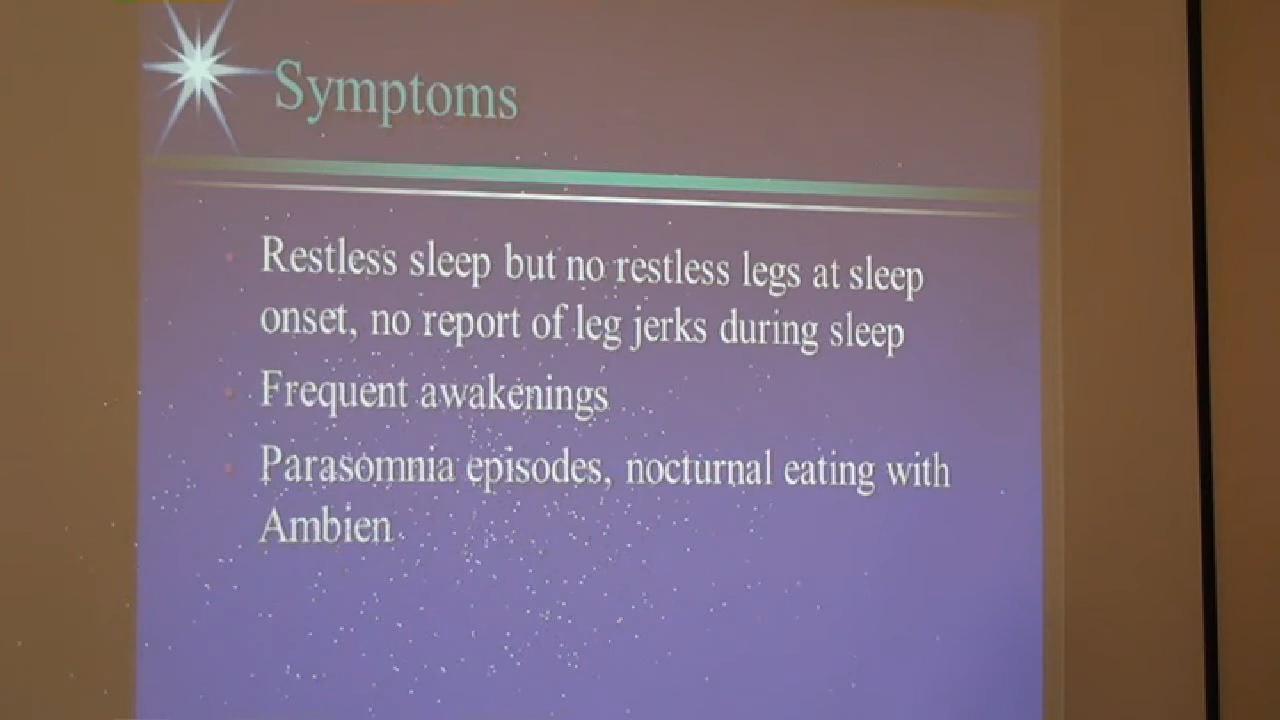 Symptoms
Restless sleep but no restless legs at sleep
onset, no report of leg jerks during sleep
Frequent awakenings
Parasomnia episodes, nocturnal eating with
Ambien